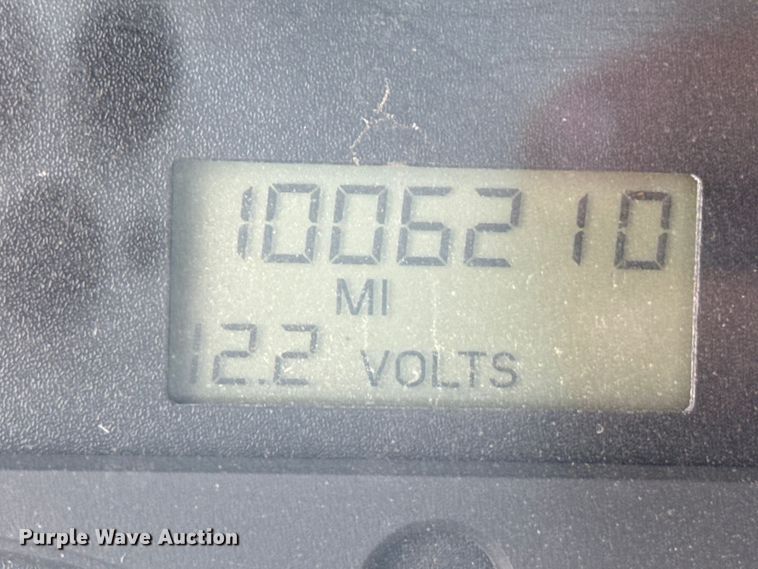 1006210
MI
12.2 VOLTS
Purple Wave Auction